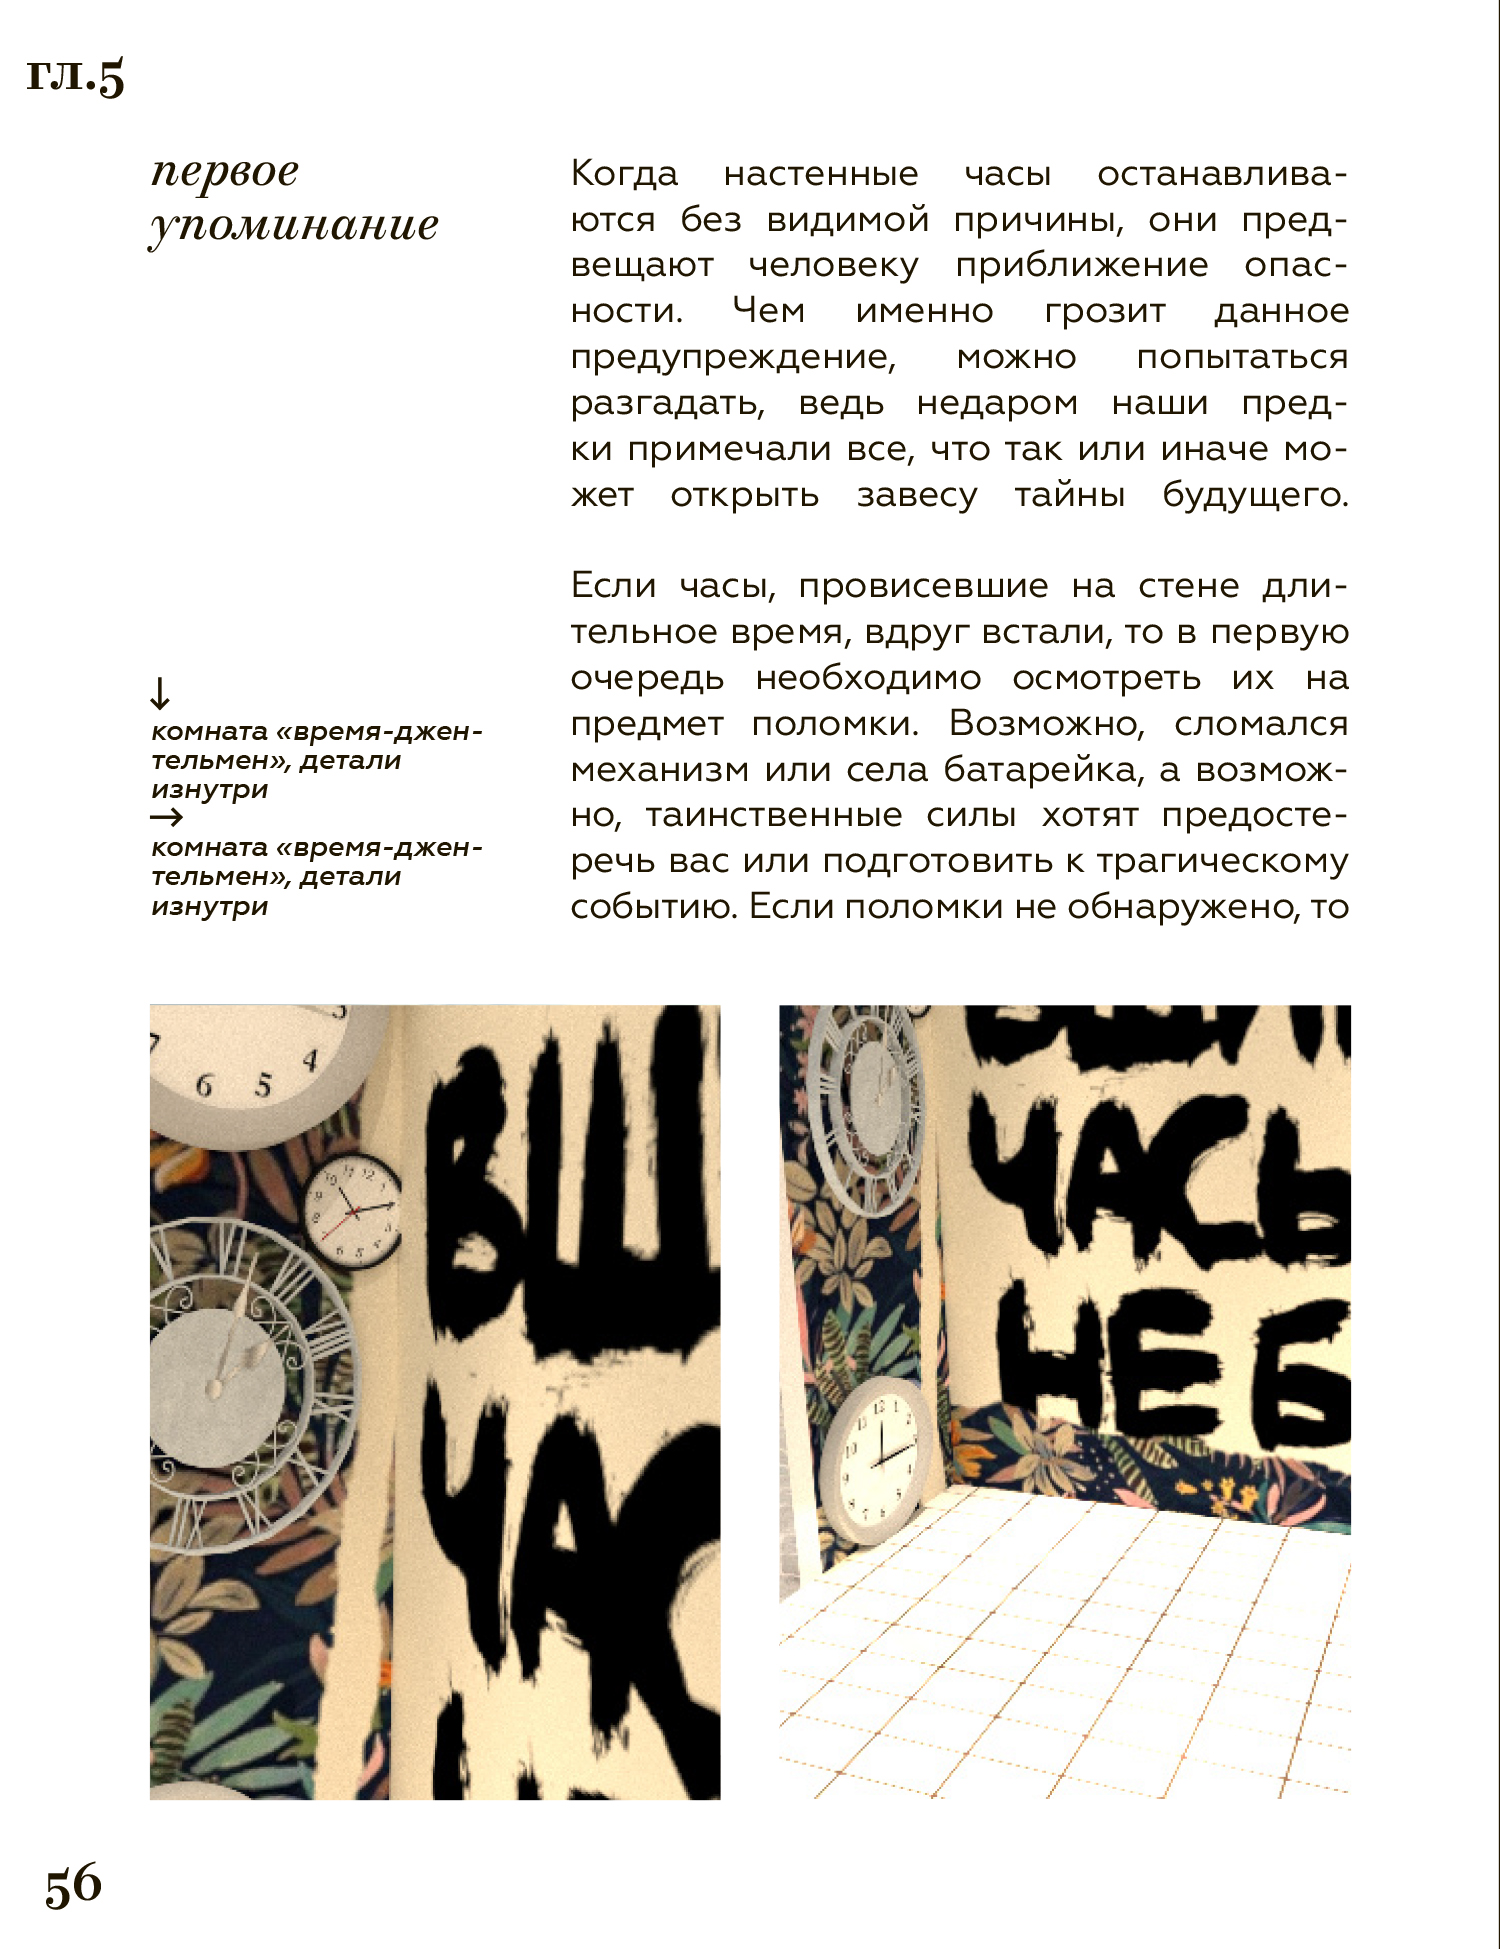 гл.5
первое
упоминание
Когда настенные часы останавлива-
ются без видимой причины, они пред-
вещают человеку приближение опас-
ности. Чем именно грозит данное
предупреждение, можно попытаться
разгадать, ведь недаром наши пред-
ки примечали все, что так или иначе мо-
жет открыть завесу тайны будущего.
Если часы, провисевшие на стене дли-
тельное время, вдруг встали, то в первую
очередь необходимо осмотреть их на
предмет поломки. Возможно, сломался
механизм или села батарейка, а возмож-
но, таинственные силы хотят предосте-
речь вас или подготовить к трагическому
событию. Если поломки не обнаружено, то
↓
комната «время-джен-
тельмен», детали
изнутри
→
комната «время-джен-
тельмен», детали
изнутри
ВШ
ЧАС
ЧАСЫ
НЕ Б
56